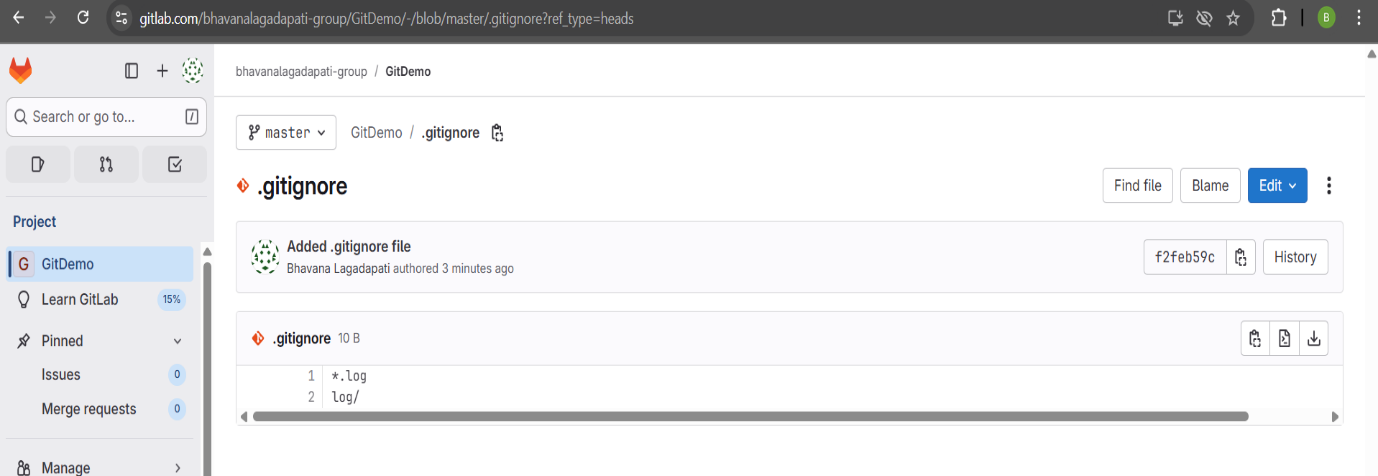 gitlab.com/bhavanalagadapati-group/GitDemo/-/blob/master/.gitignore?ref_type=heads
B
bhavanalagadapati-group / GitDemo
Search or go to... /
master GitDemo / .gitignore
.gitignore
Find file Blame Edit
Project
G GitDemo
Learn GitLab 15%
Pinned
Issues 0
Merge requests 0
Manage
Added .gitignore file
Bhavana Lagadapati authored 3 minutes ago
f2feb59c History
.gitignore 10 B
1 *.log
2 log/